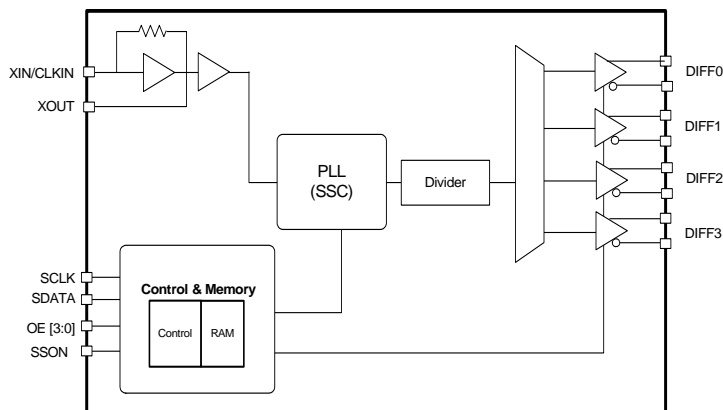 XIN/CLKIN
XOUT
PLL
(SSC)
Divider
DIFF0
DIFF1
DIFF2
DIFF3
SCLK
SDATA
OE [3:0]
SSON
Control & Memory
Control
RAM